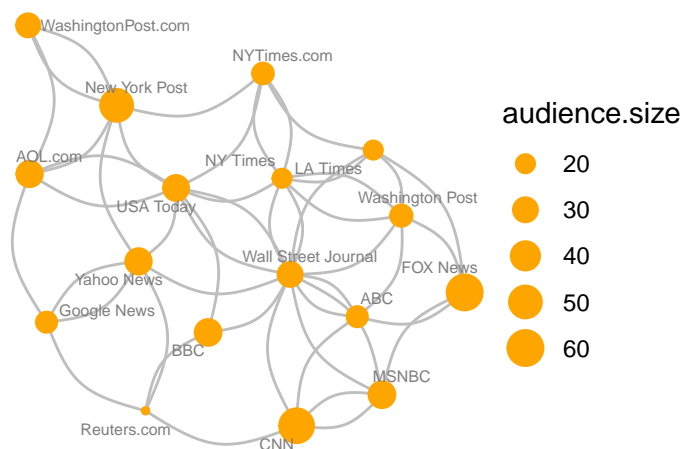 WashingtonPost.com
NYTimes.com
New York Post
AOL.com
NY Times
LA Times
Washington Post
USA Today
Wall Street Journal
FOX News
Yahoo News
ABC
Google News
BBC
MSNBC
Reuters.com
CNN
audience.size
20
30
40
50
60